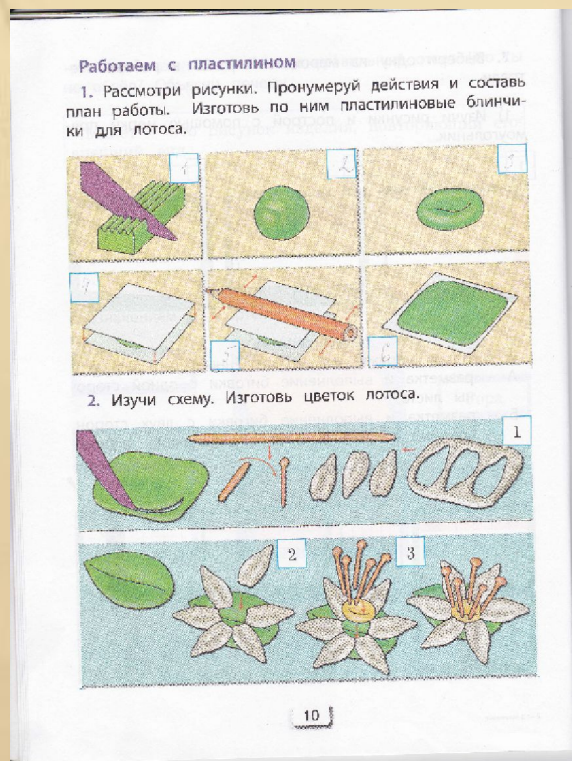 Работаем с пластилином
1. Рассмотри рисунки. Пронумеруй действия и составь
план работы. Изготовь по ним пластилиновые блинчи-
ки для лотоса.
1 2 3
4 5 6
2. Изучи схему. Изготовь цветок лотоса.
1
2 3
10